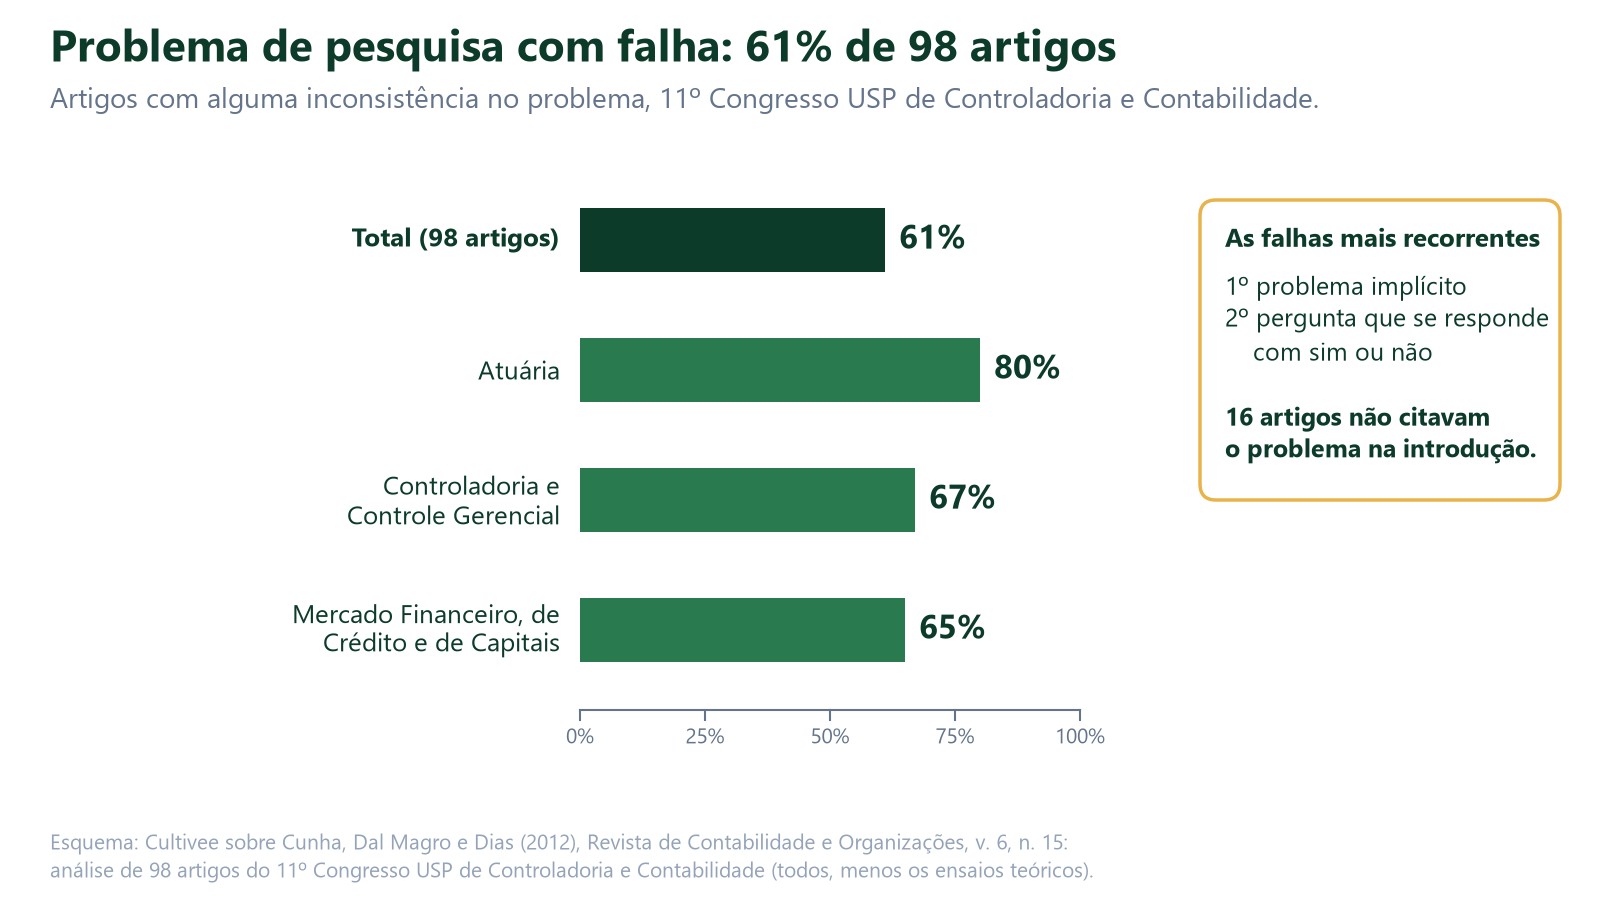 Problema de pesquisa com falha: 61% de 98 artigos
Artigos com alguma inconsistência no problema, 11º Congresso USP de Controladoria e Contabilidade.
Total (98 artigos)
61%
Atuária
80%
Controladoria e
Controle Gerencial
67%
Mercado Financeiro, de
Crédito e de Capitais
65%
0%
25%
50%
75%
100%
As falhas mais recorrentes
1º problema implícito
2º pergunta que se responde
com sim ou não
16 artigos não citavam
o problema na introdução.
Esquema: Cultivee sobre Cunha, Dal Magro e Dias (2012), Revista de Contabilidade e Organizações, v. 6, n. 15:
análise de 98 artigos do 11º Congresso USP de Controladoria e Contabilidade (todos, menos os ensaios teóricos).